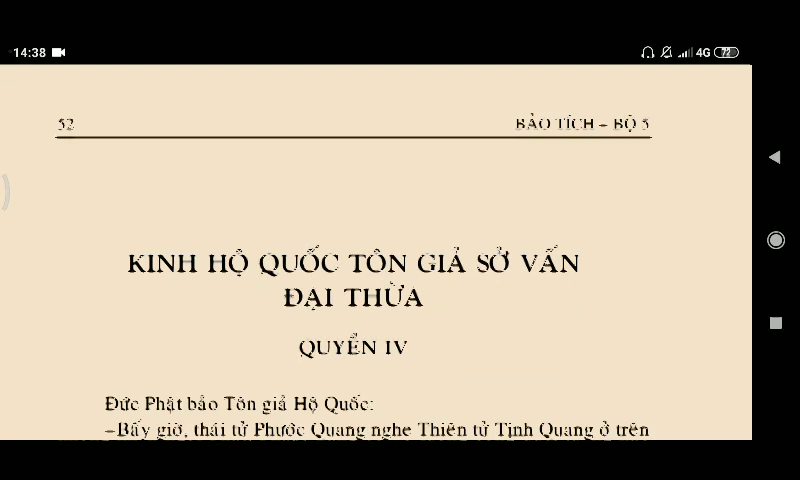 14:38 4G 72
52 BẢO TÍCH – BỘ 5
KINH HỘ QUỐC TÔN GIẢ SỞ VẤN
ĐẠI THỪA
QUYỂN IV
Đức Phật bảo Tôn giả Hộ Quốc:
–Bấy giờ, thái tử Phước Quang nghe Thiên tử Tịnh Quang ở trên